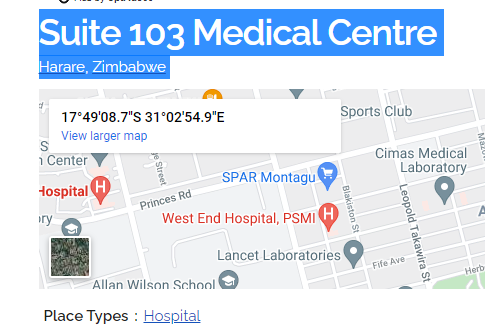 Suite 103 Medical Centre
Harare, Zimbabwe
17°49'08.7"S 31°02'54.9"E
View larger map
Sports Club
Center
Cimas Medical
Laboratory
SPAR Montagu
Hospital
Princes Rd
Blakiston St
Leopold Takawira St
West End Hospital, PSMI
Lancet Laboratories
Fife Ave
Allan Wilson School
Place Types : Hospital